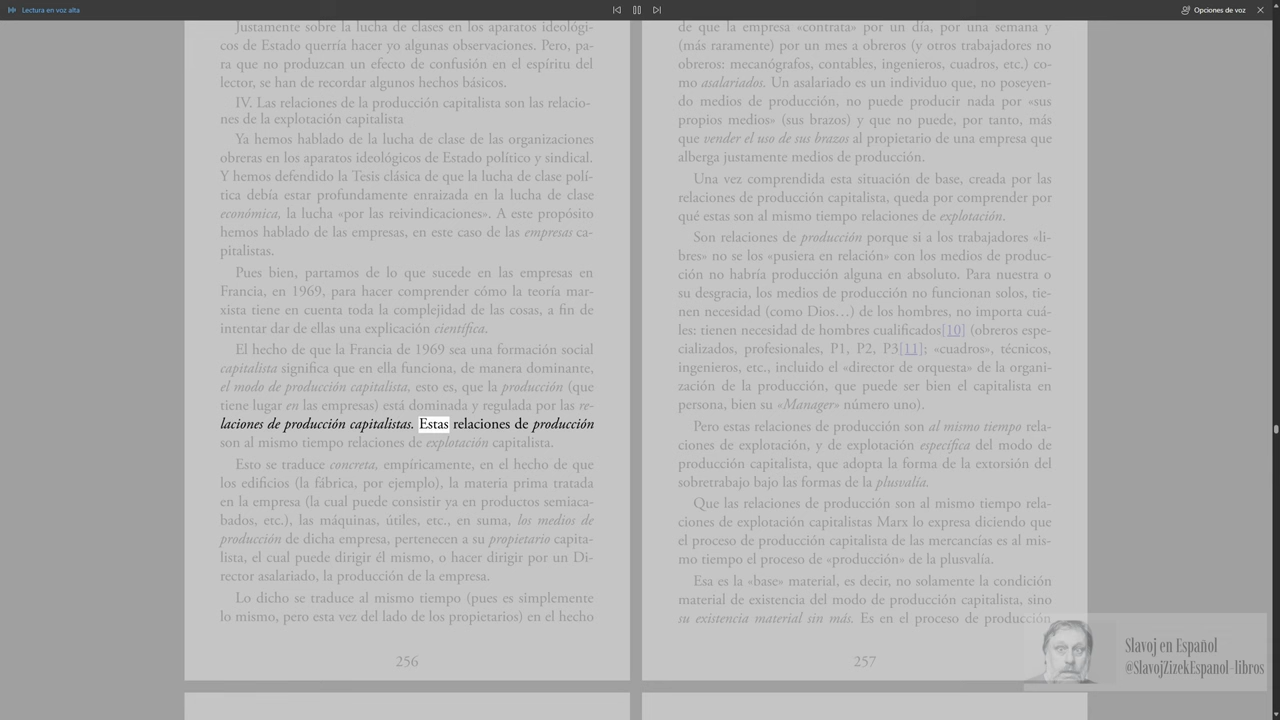 Lectura en voz alta
Opciones de voz
Justamente sobre la lucha de clases en los aparatos ideológi-
cos de Estado querría hacer yo algunas observaciones. Pero, pa-
ra que no produzcan un efecto de confusión en el espíritu del
lector, se han de recordar algunos hechos básicos.
IV. Las relaciones de la producción capitalista son las relacio-
nes de la explotación capitalista
Ya hemos hablado de la lucha de clase de las organizaciones
obreras en los aparatos ideológicos de Estado político y sindical.
Y hemos defendido la Tesis clásica de que la lucha de clase polí-
tica debía estar profundamente enraizada en la lucha de clase
económica, la lucha «por las reivindicaciones». A este propósito
hemos hablado de las empresas, en este caso de las empresas ca-
pitalistas.
Pues bien, partamos de lo que sucede en las empresas en
Francia, en 1969, para hacer comprender cómo la teoría mar-
xista tiene en cuenta toda la complejidad de las cosas, a fin de
intentar dar de ellas una explicación científica.
El hecho de que la Francia de 1969 sea una formación social
capitalista significa que en ella funciona, de manera dominante,
el modo de producción capitalista, esto es, que la producción (que
tiene lugar en las empresas) está dominada y regulada por las re-
laciones de producción capitalistas. Estas relaciones de producción
son al mismo tiempo relaciones de explotación capitalista.
Esto se traduce concreta, empíricamente, en el hecho de que
los edificios (la fábrica, por ejemplo), la materia prima tratada
en la empresa (la cual puede consistir ya en productos semiaca-
bados, etc.), las máquinas, útiles, etc., en suma, los medios de
producción de dicha empresa, pertenecen a su propietario capita-
lista, el cual puede dirigir él mismo, o hacer dirigir por un Di-
rector asalariado, la producción de la empresa.
Lo dicho se traduce al mismo tiempo (pues es simplemente
lo mismo, pero esta vez del lado de los propietarios) en el hecho
256
de que la empresa «contrata» por un día, por una semana y
(más raramente) por un mes a obreros (y otros trabajadores no
obreros: mecanógrafos, contables, ingenieros, cuadros, etc.) co-
mo asalariados. Un asalariado es un individuo que, no poseyen-
do medios de producción, no puede producir nada por «sus
propios medios» (sus brazos) y que no puede, por tanto, más
que vender el uso de sus brazos al propietario de una empresa que
alberga justamente medios de producción.
Una vez comprendida esta situación de base, creada por las
relaciones de producción capitalista, queda por comprender por
qué estas son al mismo tiempo relaciones de explotación.
Son relaciones de producción porque si a los trabajadores «li-
bres» no se los «pusiera en relación» con los medios de produc-
ción no habría producción alguna en absoluto. Para nuestra o
su desgracia, los medios de producción no funcionan solos, tie-
nen necesidad (como Dios…) de los hombres, no importa cuá-
les: tienen necesidad de hombres cualificados[10] (obreros espe-
cializados, profesionales, P1, P2, P3[11]; «cuadros», técnicos,
ingenieros, etc., incluido el «director de orquesta» de la organi-
zación de la producción, que puede ser bien el capitalista en
persona, bien su «Manager» número uno).
Pero estas relaciones de producción son al mismo tiempo rela-
ciones de explotación, y de explotación específica del modo de
producción capitalista, que adopta la forma de la extorsión del
sobretrabajo bajo las formas de la plusvalía.
Que las relaciones de producción son al mismo tiempo rela-
ciones de explotación capitalistas Marx lo expresa diciendo que
el proceso de producción capitalista de las mercancías es al mis-
mo tiempo el proceso de «producción» de la plusvalía.
Esa es la «base» material, es decir, no solamente la condición
material de existencia del modo de producción capitalista, sino
su existencia material sin más. Es en el proceso de producción
257
Slavoj en Español
@SlavojZizekEspanol-libros